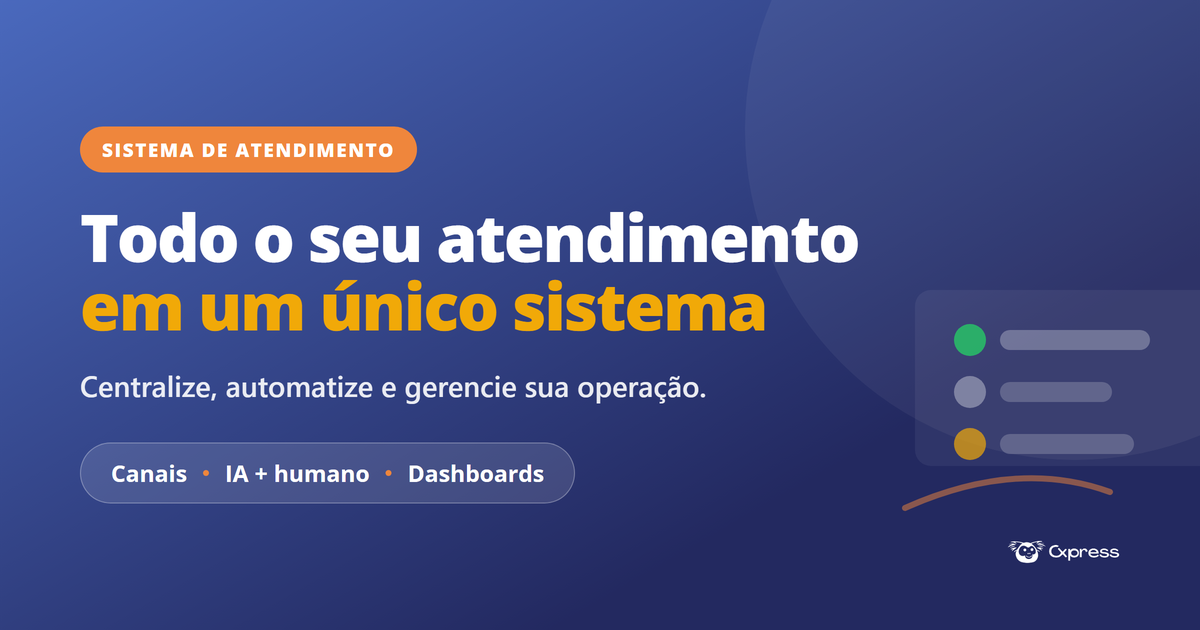 SISTEMA DE ATENDIMENTO
Todo o seu atendimento
em um único sistema
Centralize, automatize e gerencie sua operação.
Canais • IA + humano • Dashboards
Cxpress